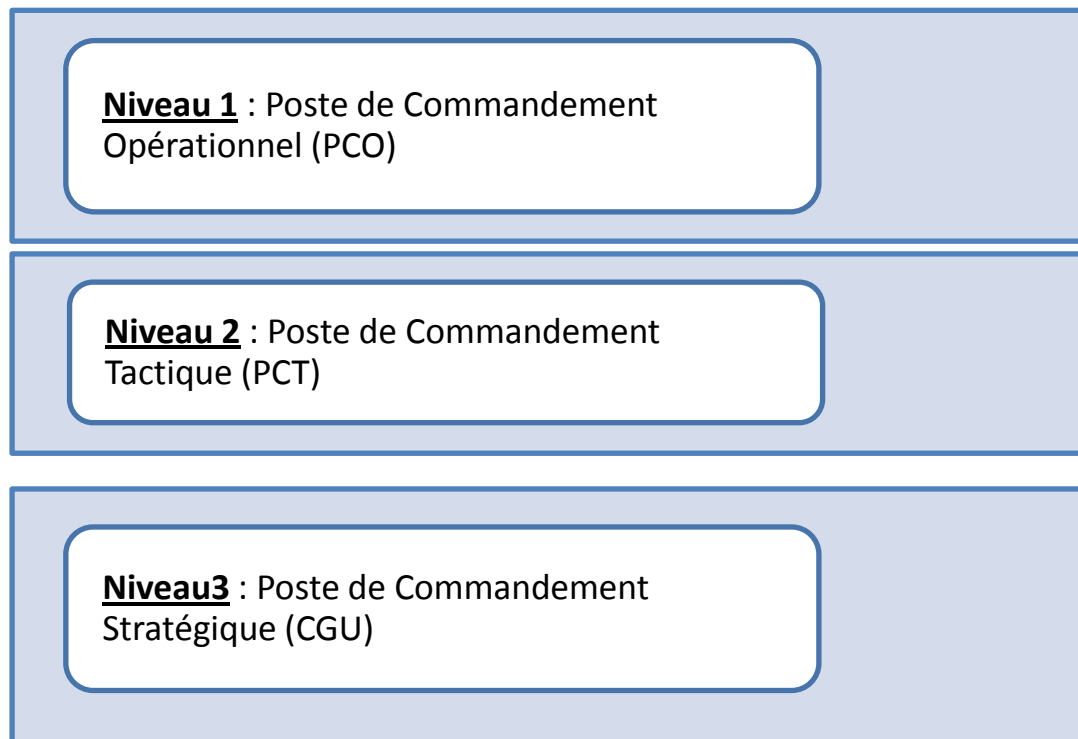 Niveau 1 : Poste de Commandement
Opérationnel (PCO)
Niveau 2 : Poste de Commandement
Tactique (PCT)
Niveau3 : Poste de Commandement
Stratégique (CGU)